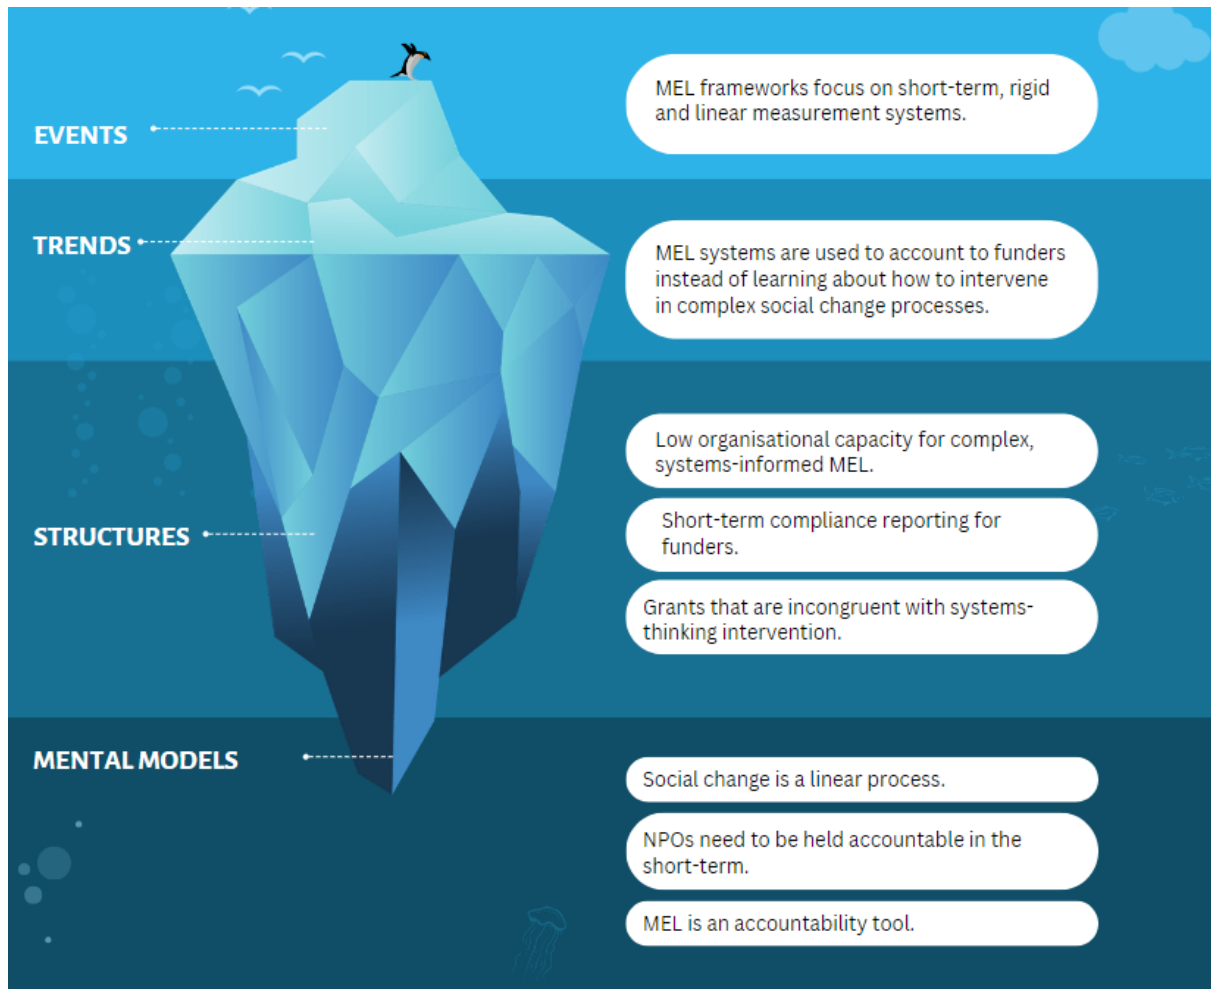 EVENTS
MEL frameworks focus on short-term, rigid
and linear measurement systems.
TRENDS
MEL systems are used to account to funders
instead of learning about how to intervene
in complex social change processes.
STRUCTURES
Low organisational capacity for complex,
systems-informed MEL.
Short-term compliance reporting for
funders.
Grants that are incongruent with systems-
thinking intervention.
MENTAL MODELS
Social change is a linear process.
NPOs need to be held accountable in the
short-term.
MEL is an accountability tool.